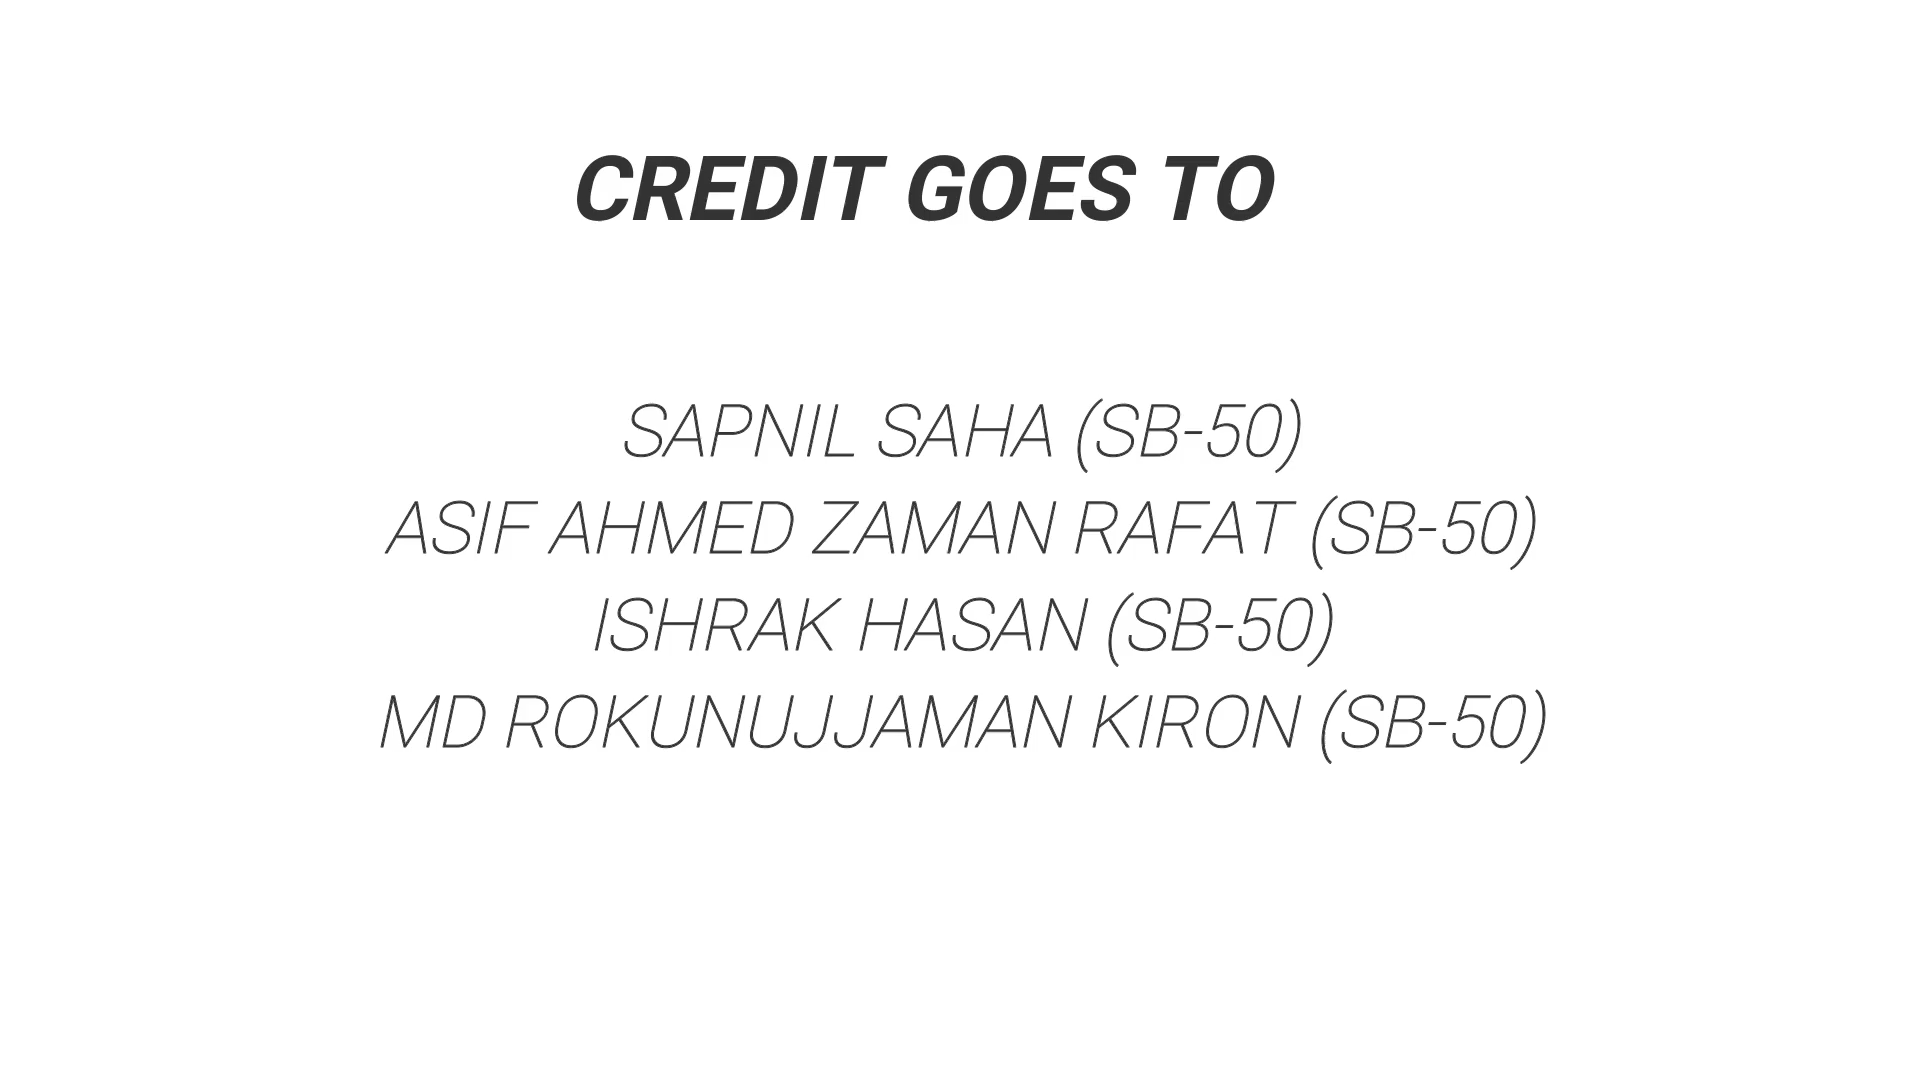 CREDIT GOES TO
SAPNIL SAHA (SB-50)
ASIF AHMED ZAMAN RAFAT (SB-50)
ISHRAK HASAN (SB-50)
MD ROKUNUJJAMAN KIRON (SB-50)